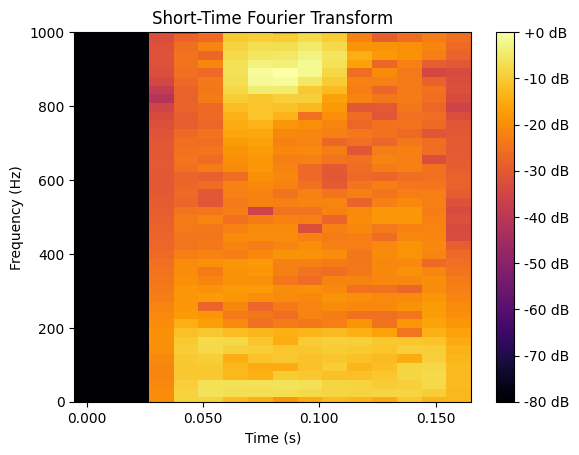 Short-Time Fourier Transform
1000
800
600
400
200
0
Frequency (Hz)
0.000
0.050
0.100
0.150
Time (s)
+0 dB
-10 dB
-20 dB
-30 dB
-40 dB
-50 dB
-60 dB
-70 dB
-80 dB